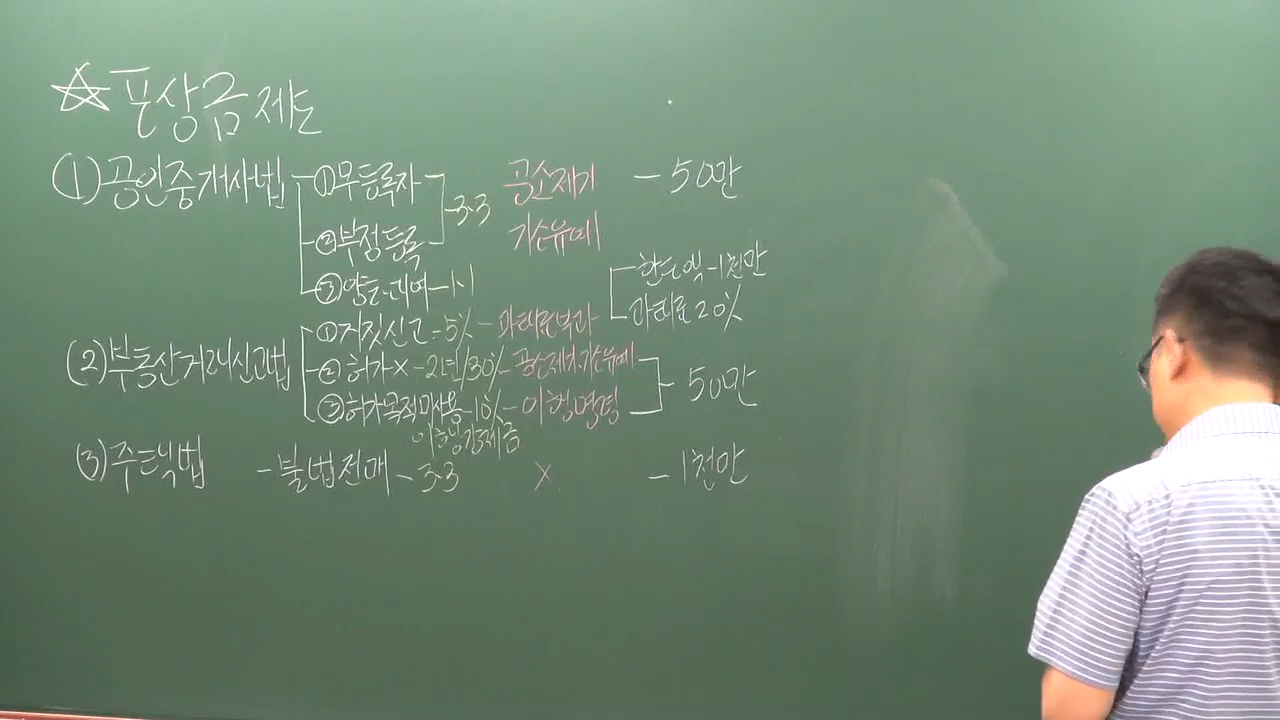 ☆ 포상금 제도
(1) 공인중개사법 ①무등록자 3·3 공소제기 - 50만
②부정등록 기소유예
③양도·대여 - 1·1
한도액 - 1천만
과태료 20%
(2) 부동산거래신고법 ①거짓신고 - 5% - 과태료부과
②허가× - 2년/30% - 공소제기·기소유예
③허가목적미사용 - 10% - 이행명령 50만
이행강제금
(3) 주택법 - 불법전매 - 3·3 × - 1천만